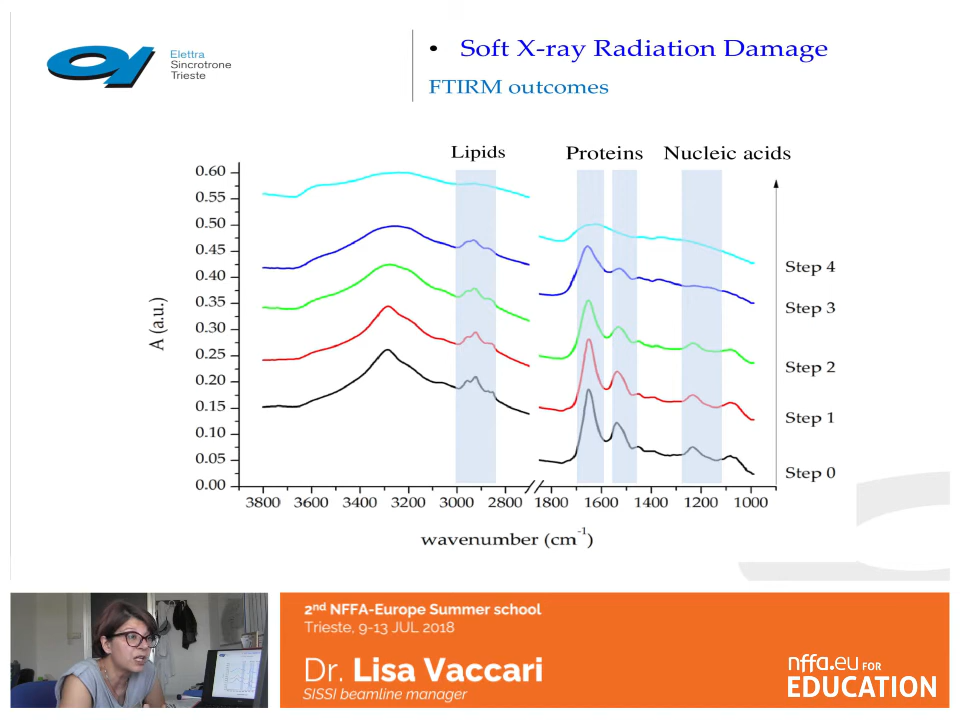 Elettra
Sincrotrone
Trieste
• Soft X-ray Radiation Damage
FTIRM outcomes
Lipids Proteins Nucleic acids
0.60
0.55
0.50
0.45
0.40
0.35
0.30
0.25
0.20
0.15
0.10
0.05
0.00
A (a.u.)
Step 4
Step 3
Step 2
Step 1
Step 0
3800 3600 3400 3200 3000 2800 1800 1600 1400 1200 1000
wavenumber (cm⁻¹)
2nd NFFA-Europe Summer school
Trieste, 9-13 JUL 2018
Dr. Lisa Vaccari
SISSI beamline manager
nffa.eu FOR
EDUCATION